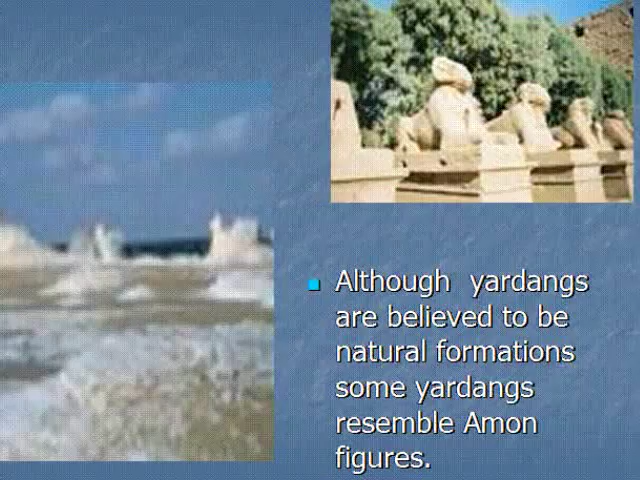 Although  yardangs
are believed to be
natural formations
some yardangs
resemble Amon
figures.